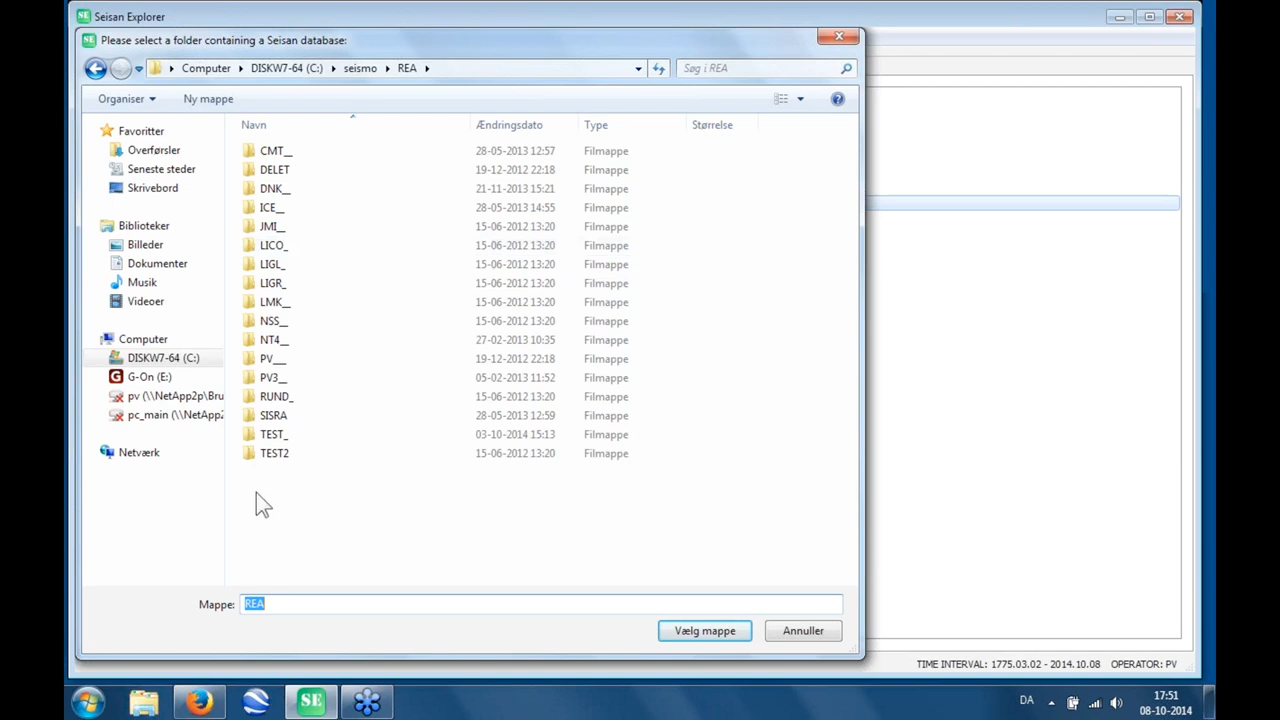 Seisan Explorer
Please select a folder containing a Seisan database:
Computer DISKW7-64 (C:) seismo REA
Søg i REA
Organiser Ny mappe
Navn Ændringsdato Type Størrelse
Favoritter
Overførsler
Seneste steder
Skrivebord
Biblioteker
Billeder
Dokumenter
Musik
Videoer
Computer
DISKW7-64 (C:)
G-On (E:)
pv (\\NetApp2p\Bru
pc_main (\\NetApp2
Netværk
CMT__ 28-05-2013 12:57 Filmappe
DELET 19-12-2012 22:18 Filmappe
DNK__ 21-11-2013 15:21 Filmappe
ICE__ 28-05-2013 14:55 Filmappe
JMI__ 15-06-2012 13:20 Filmappe
LICO_ 15-06-2012 13:20 Filmappe
LIGL_ 15-06-2012 13:20 Filmappe
LIGR_ 15-06-2012 13:20 Filmappe
LMK__ 15-06-2012 13:20 Filmappe
NSS__ 15-06-2012 13:20 Filmappe
NT4__ 27-02-2013 10:35 Filmappe
PV___ 19-12-2012 22:18 Filmappe
PV3__ 05-02-2013 11:52 Filmappe
RUND_ 15-06-2012 13:20 Filmappe
SISRA 28-05-2013 12:59 Filmappe
TEST_ 03-10-2014 15:13 Filmappe
TEST2 15-06-2012 13:20 Filmappe
Mappe: REA
Vælg mappe Annuller
TIME INTERVAL: 1775.03.02 - 2014.10.08 OPERATOR: PV
SE
DA
17:51
08-10-2014